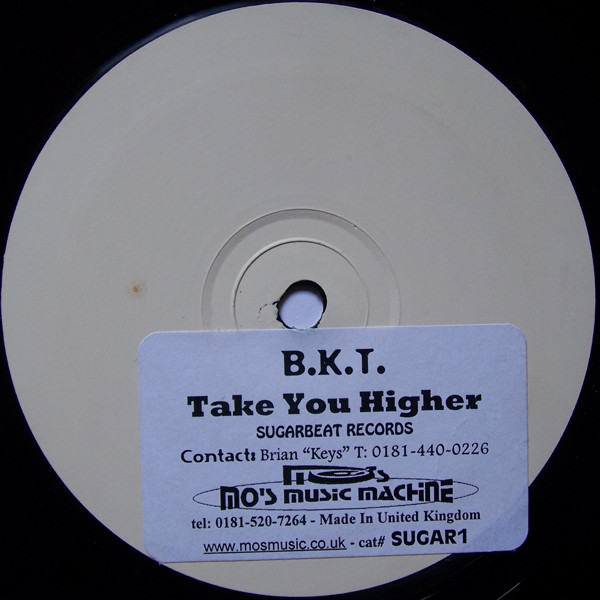 B.K.T.
Take You Higher
SUGARBEAT RECORDS
Contact: Brian “Keys” T: 0181-440-0226
MO'S MUSIC MACHINE
tel: 0181-520-7264 - Made In United Kingdom
www.mosmusic.co.uk - cat# SUGAR1